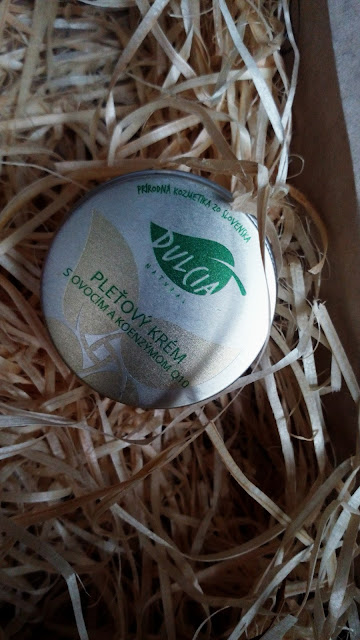 PRÍRODNÁ KOZMETIKA ZO SLOVENSKA
DULCIA
NATURAL
PLEŤOVÝ KRÉM
S OVOCÍM A KOENZÝMOM Q10